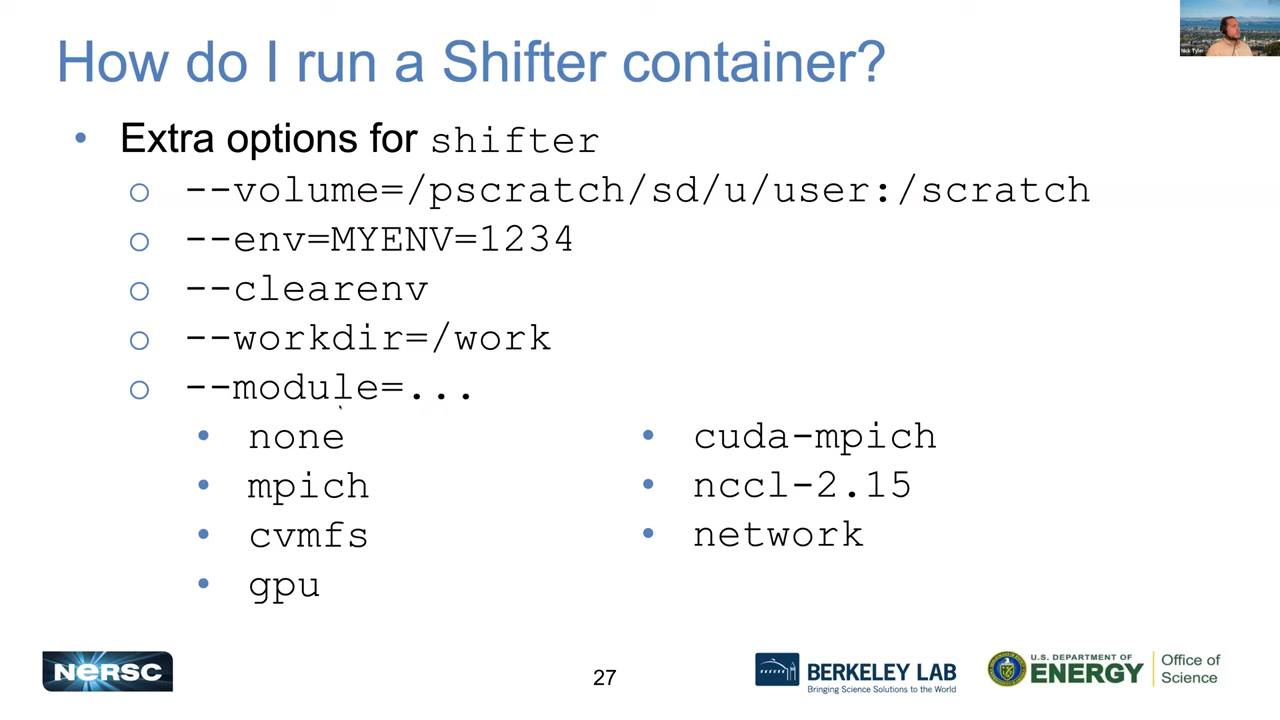 How do I run a Shifter container?
Nick Tyler
• Extra options for shifter
o --volume=/pscratch/sd/u/user:/scratch
o --env=MYENV=1234
o --clearenv
o --workdir=/work
o --module=...
• none
• mpich
• cvmfs
• gpu
• cuda-mpich
• nccl-2.15
• network
NERSC
27
BERKELEY LAB
Bringing Science Solutions to the World
U.S. DEPARTMENT OF
ENERGY
Office of
Science